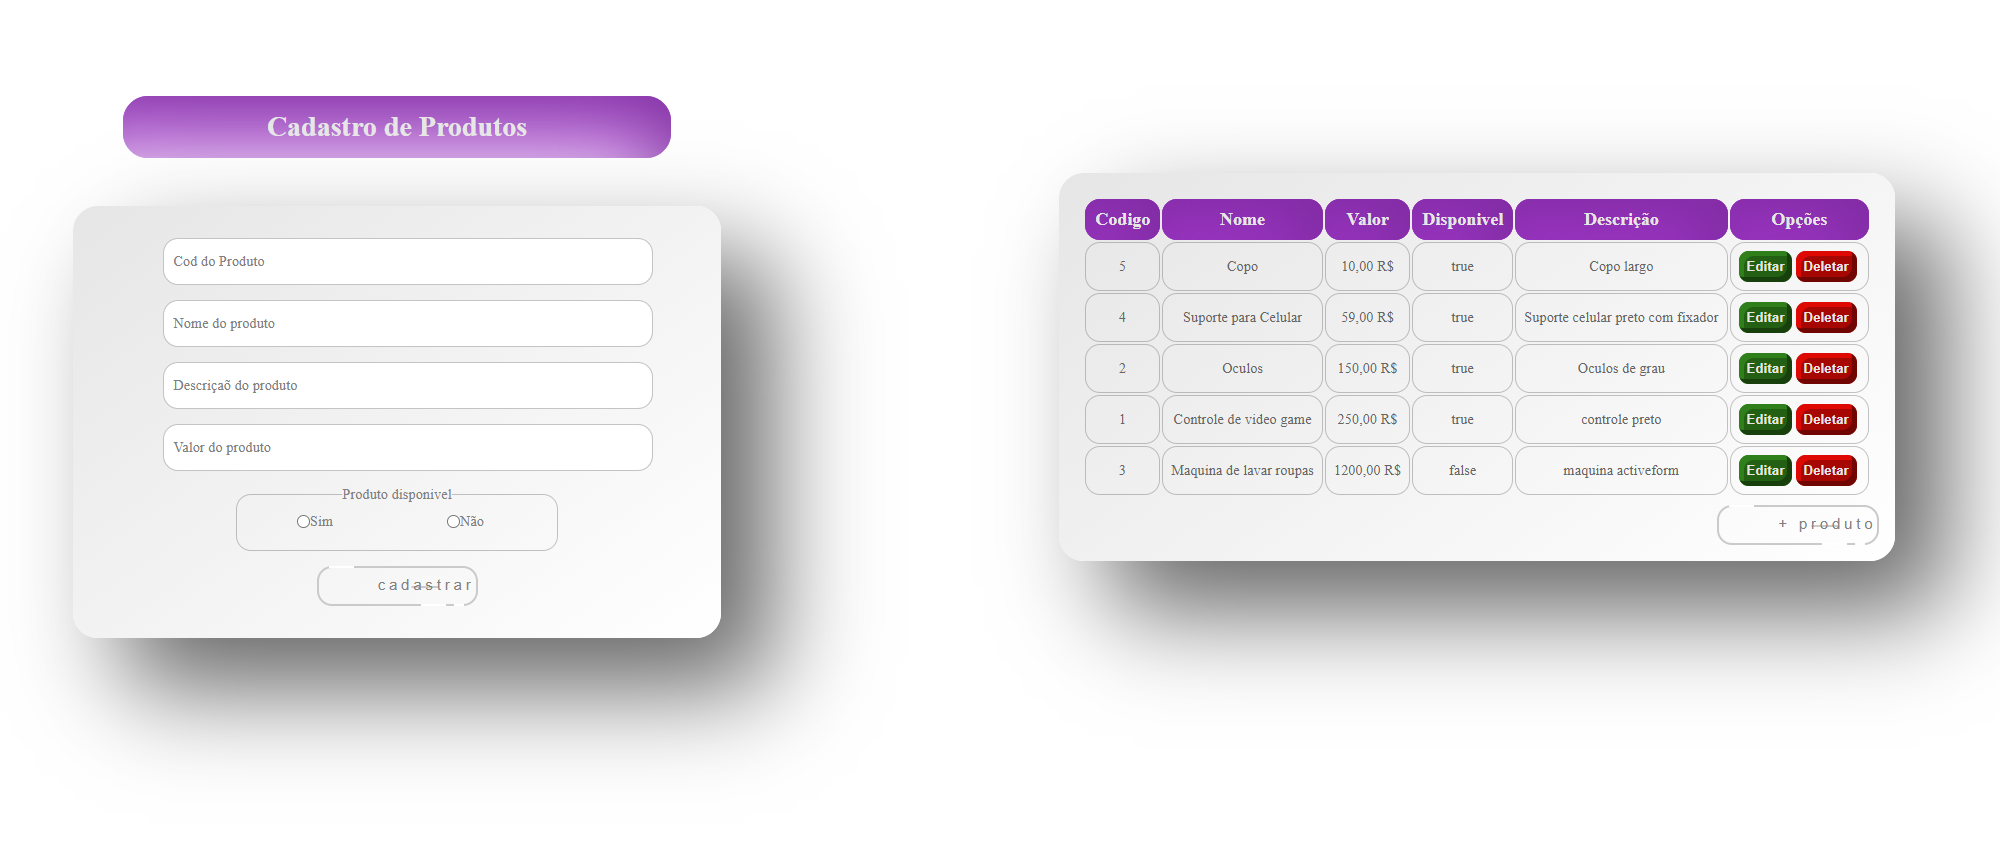 Cadastro de Produtos
Cod do Produto
Nome do produto
Descriçaõ do produto
Valor do produto
Produto disponivel
Sim Não
cadastrar
Codigo Nome Valor Disponivel Descrição Opções
5 Copo 10,00 R$ true Copo largo Editar Deletar
4 Suporte para Celular 59,00 R$ true Suporte celular preto com fixador Editar Deletar
2 Oculos 150,00 R$ true Oculos de grau Editar Deletar
1 Controle de video game 250,00 R$ true controle preto Editar Deletar
3 Maquina de lavar roupas 1200,00 R$ false maquina activeform Editar Deletar
+ produto